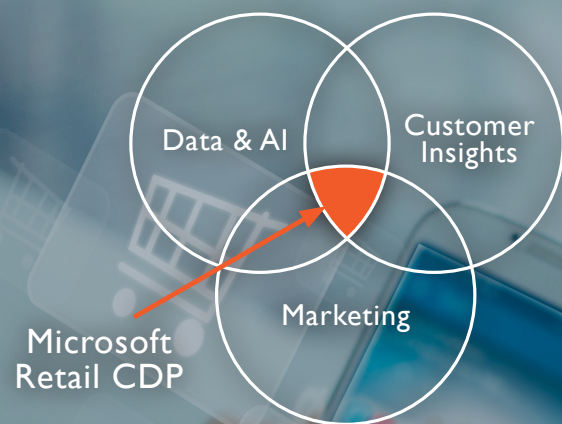 Data & AI
Customer
Insights
Marketing
Microsoft
Retail CDP